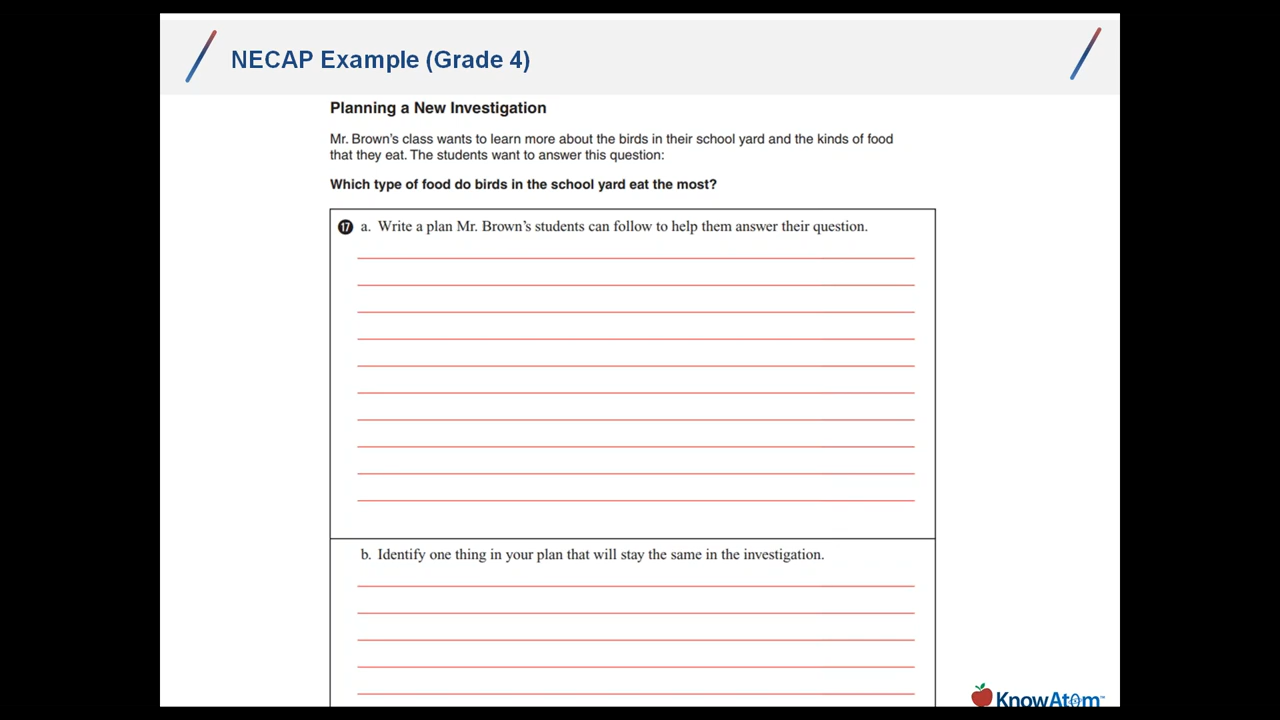 NECAP Example (Grade 4)
Planning a New Investigation
Mr. Brown's class wants to learn more about the birds in their school yard and the kinds of food
that they eat. The students want to answer this question:
Which type of food do birds in the school yard eat the most?
17 a. Write a plan Mr. Brown's students can follow to help them answer their question.
b. Identify one thing in your plan that will stay the same in the investigation.
KnowAtom™